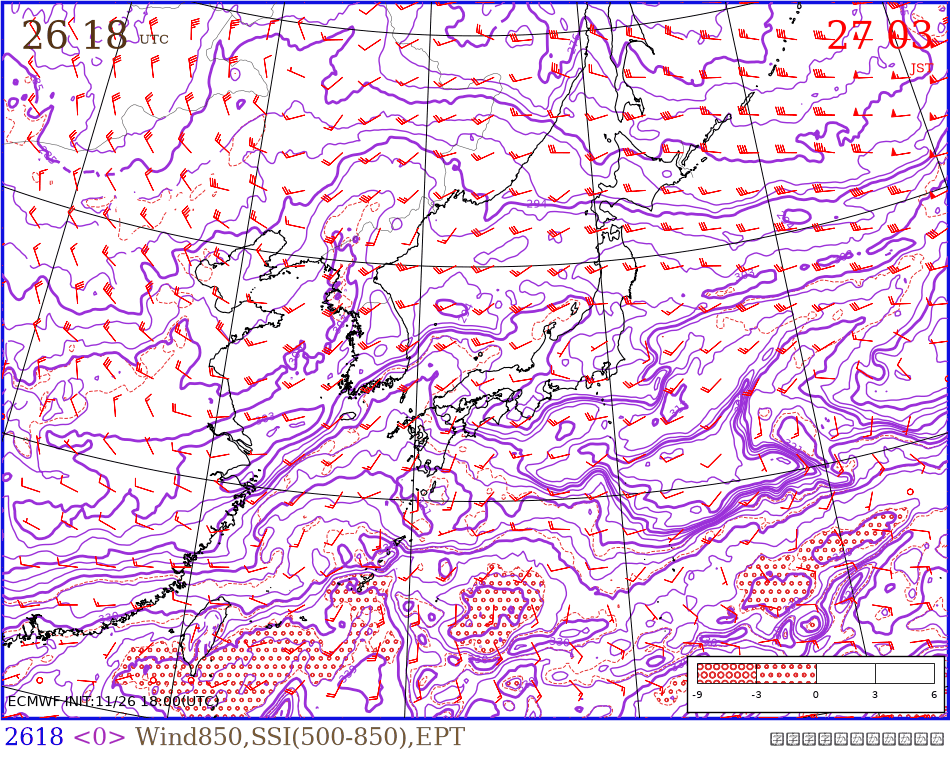 26 18 UTC
27 03
JST
294
303
ECMWF INIT:11/26 18:00(UTC)
-9 -3 0 3 6
2618 <0> Wind850,SSI(500-850),EPT